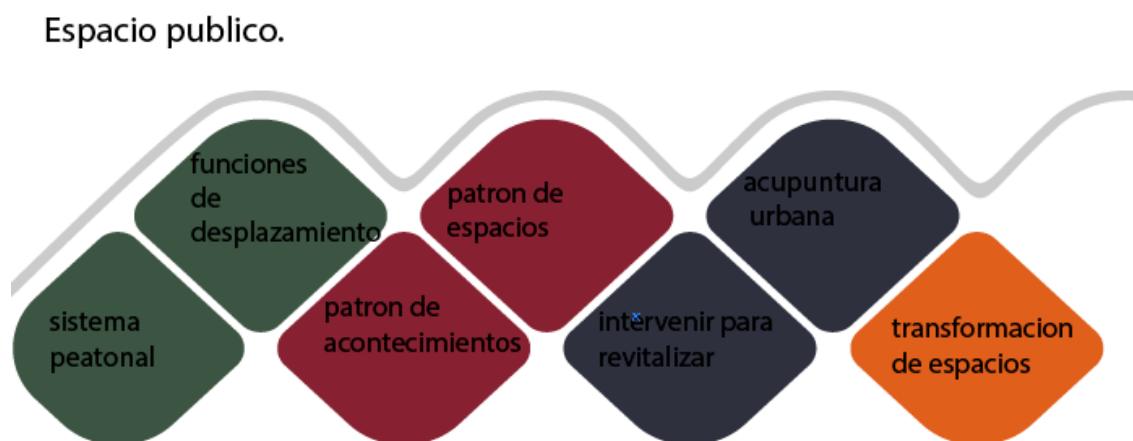 Espacio publico.
funciones
de
desplazamiento
patron de
espacios
acupuntura
urbana
sistema
peatonal
patron de
acontecimientos
intervenir para
revitalizar
transformacion
de espacios